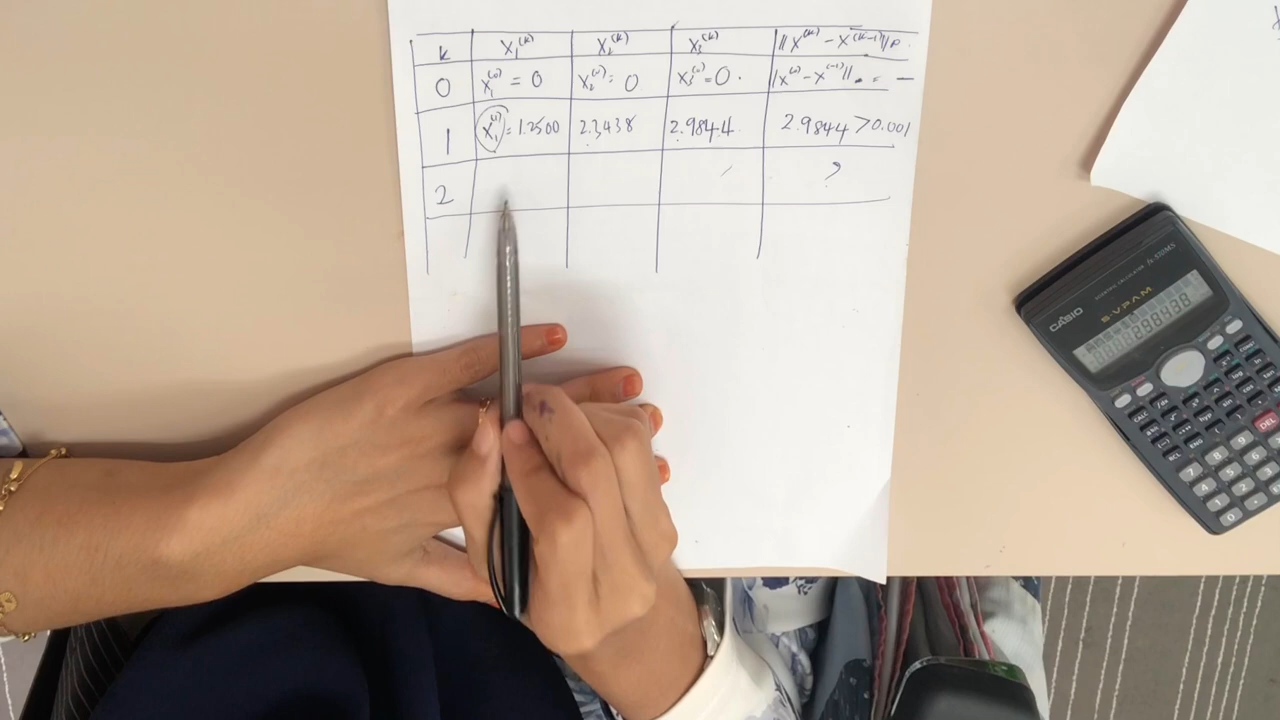 k x₁⁽ᵏ⁾ x₂⁽ᵏ⁾ x₃⁽ᵏ⁾ ||x⁽ᵏ⁾ - x⁽ᵏ⁻¹⁾||
0 x₁⁽⁰⁾ = 0 x₂⁽⁰⁾ = 0 x₃⁽⁰⁾ = 0 ||x⁽⁰⁾ - x⁽⁻¹⁾|| = —
1 x₁⁽¹⁾ = 1.2500 2.3438 2.9844 2.9844 > 0.001
2 ?
CASIO
S-V.P.A.M.